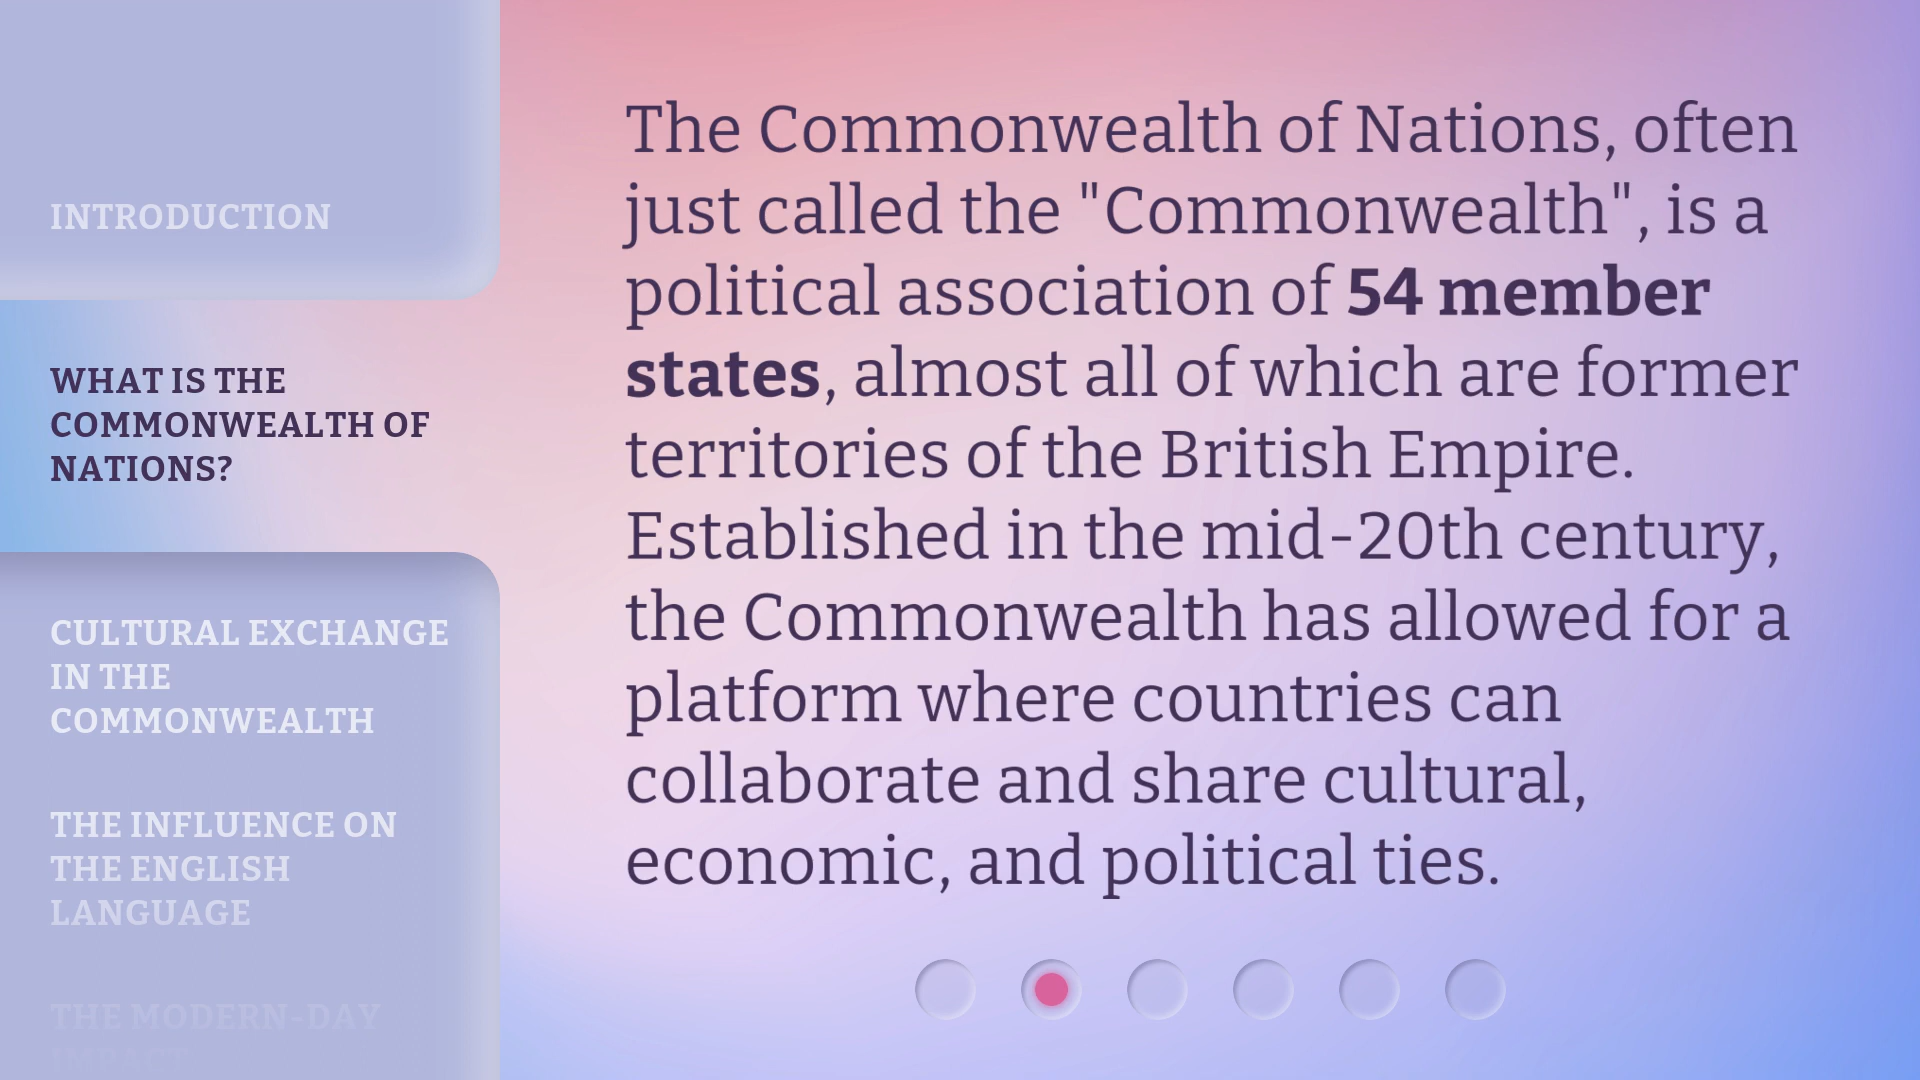 INTRODUCTION
WHAT IS THE
COMMONWEALTH OF
NATIONS?
CULTURAL EXCHANGE
IN THE
COMMONWEALTH
THE INFLUENCE ON
THE ENGLISH
LANGUAGE
THE MODERN-DAY
IMPACT
The Commonwealth of Nations, often
just called the "Commonwealth", is a
political association of 54 member
states, almost all of which are former
territories of the British Empire.
Established in the mid-20th century,
the Commonwealth has allowed for a
platform where countries can
collaborate and share cultural,
economic, and political ties.